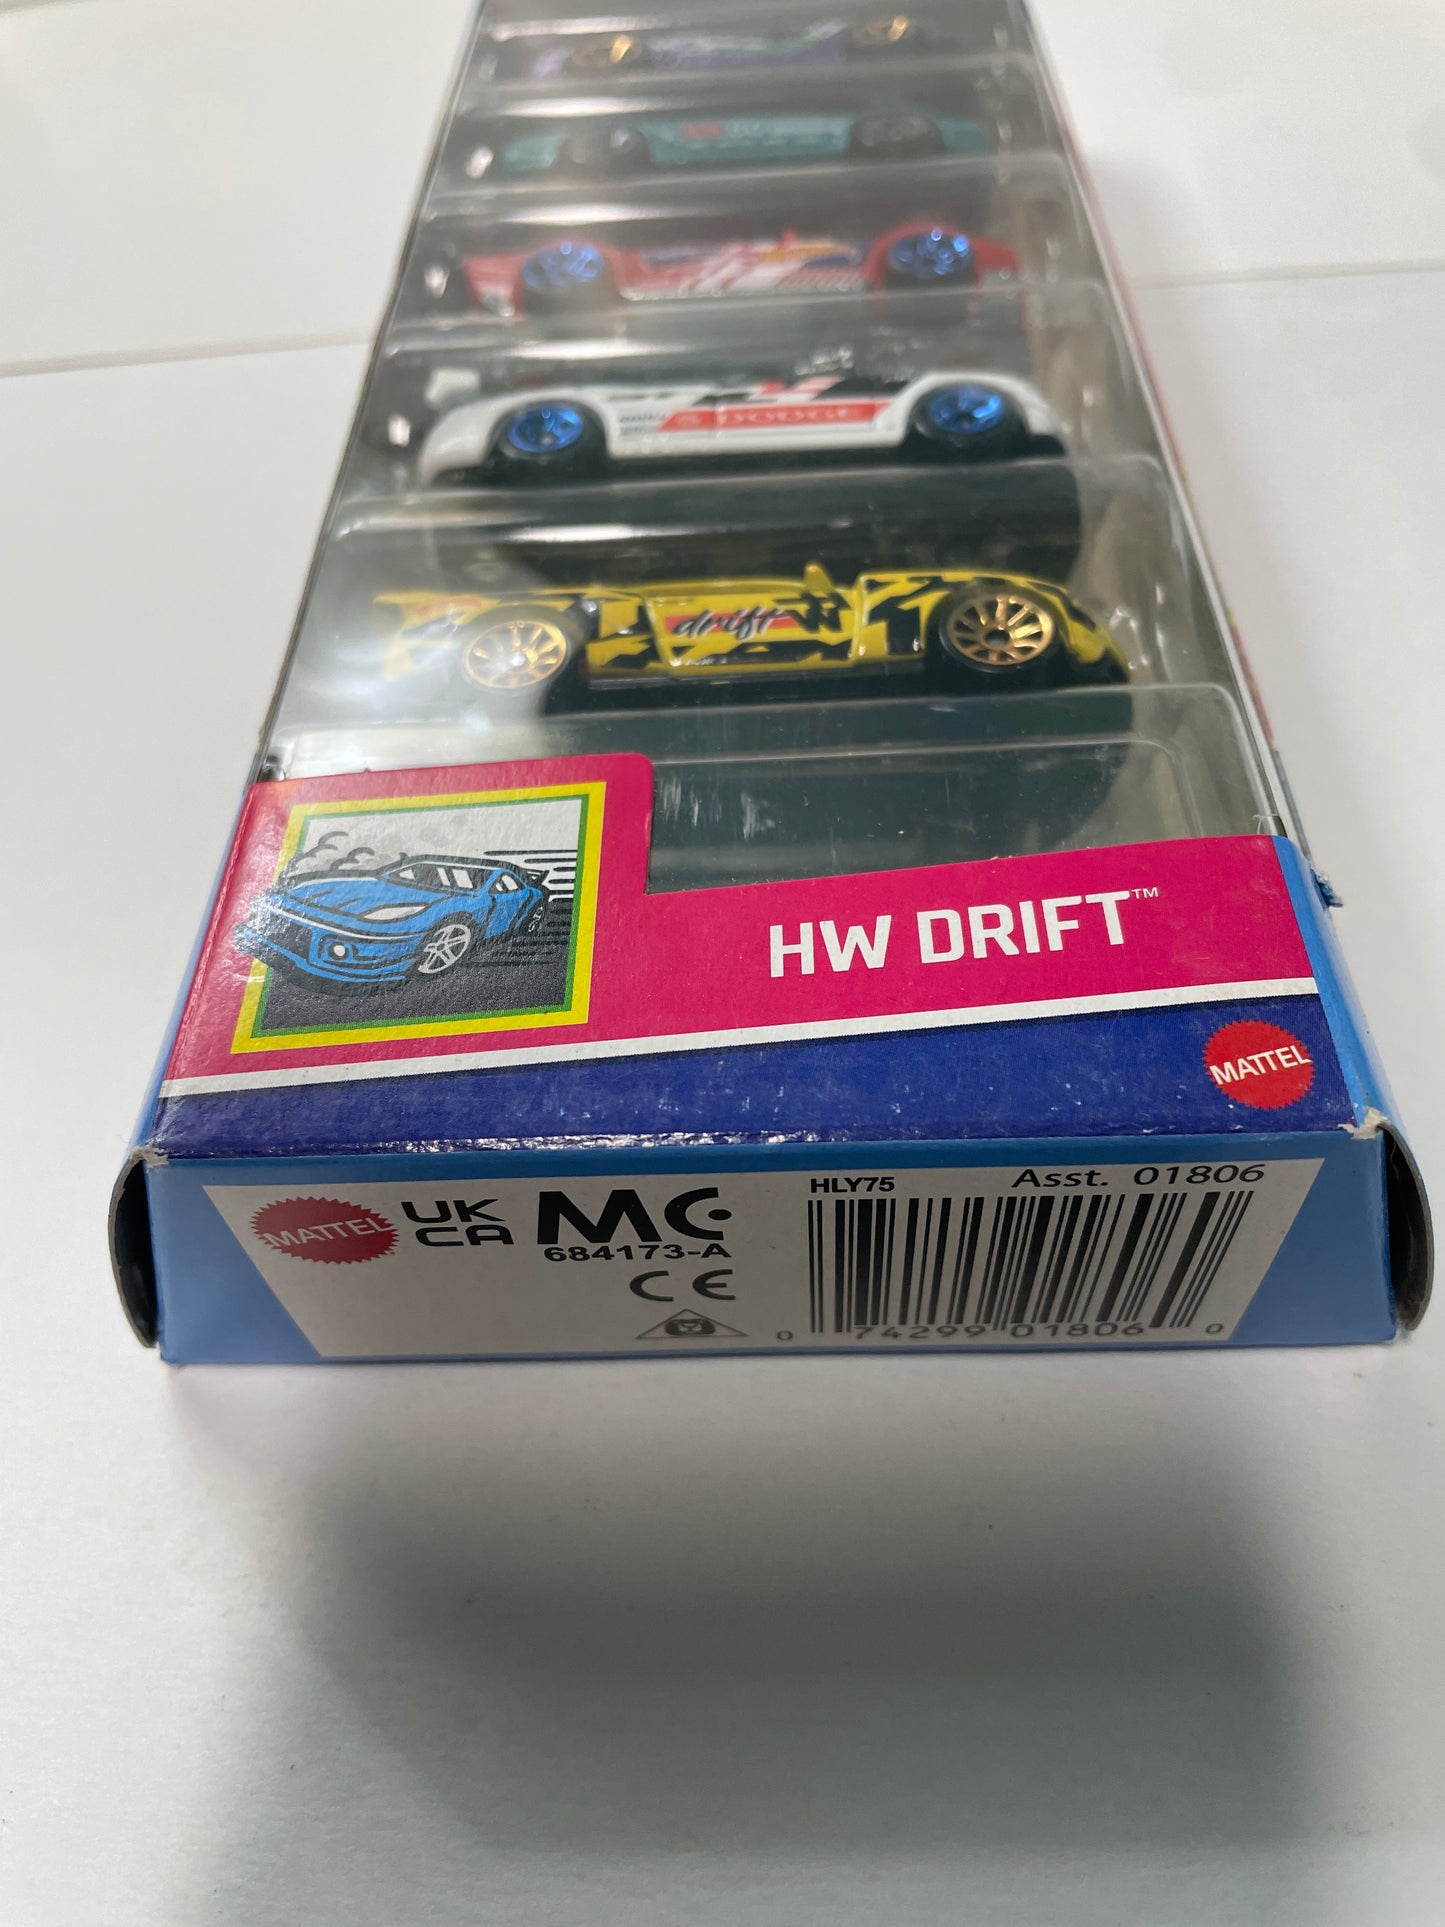 drift
HW DRIFT™
MATTEL
MATTEL
UK
CA
MC
684173-A
CE
HLY75
Asst. 01806
0 74299 01806 0